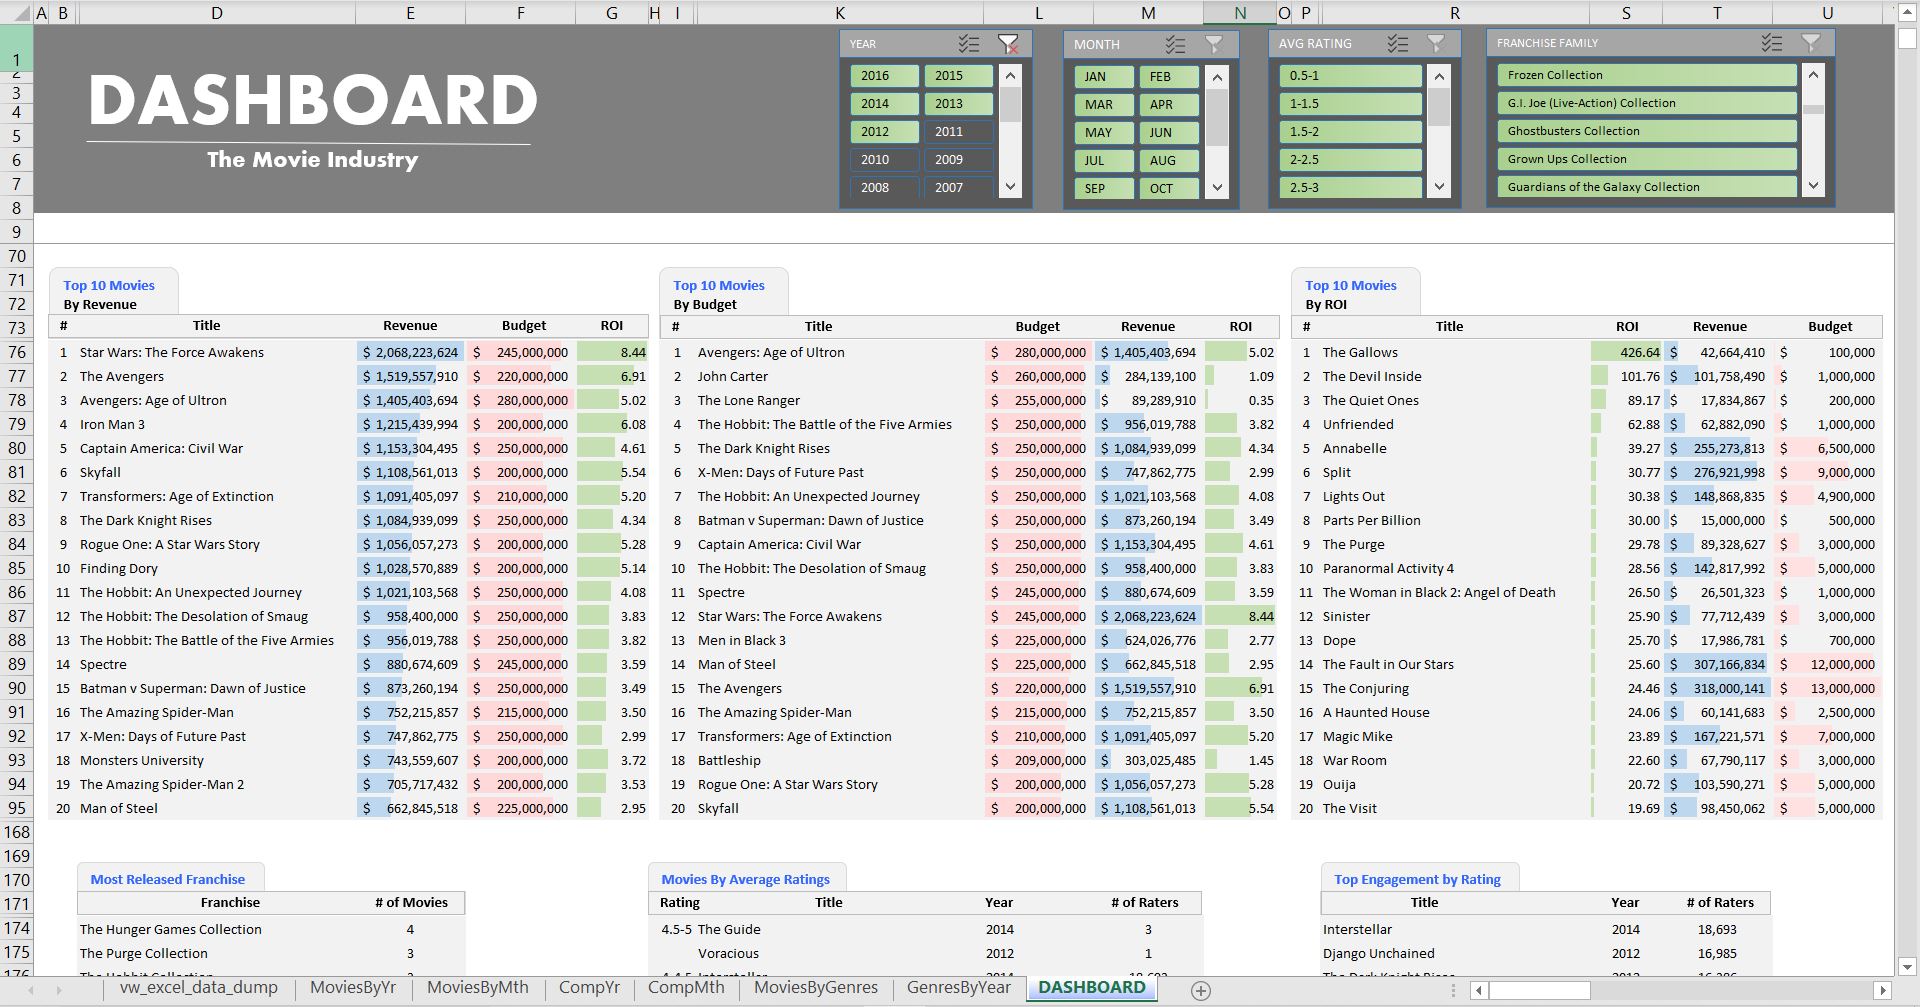 A B D E F G H I K L M N O P R S T U
1
2
3
4
5
6
7
8
9
70
71
72
73
76
77
78
79
80
81
82
83
84
85
86
87
88
89
90
91
92
93
94
95
168
169
170
171
174
175
176
DASHBOARD
The Movie Industry
YEAR
2016 2015
2014 2013
2012 2011
2010 2009
2008 2007
MONTH
JAN FEB
MAR APR
MAY JUN
JUL AUG
SEP OCT
AVG RATING
0.5-1
1-1.5
1.5-2
2-2.5
2.5-3
FRANCHISE FAMILY
Frozen Collection
G.I. Joe (Live-Action) Collection
Ghostbusters Collection
Grown Ups Collection
Guardians of the Galaxy Collection
Top 10 Movies
By Revenue
# Title Revenue Budget ROI
1 Star Wars: The Force Awakens $ 2,068,223,624 $ 245,000,000 8.44
2 The Avengers $ 1,519,557,910 $ 220,000,000 6.91
3 Avengers: Age of Ultron $ 1,405,403,694 $ 280,000,000 5.02
4 Iron Man 3 $ 1,215,439,994 $ 200,000,000 6.08
5 Captain America: Civil War $ 1,153,304,495 $ 250,000,000 4.61
6 Skyfall $ 1,108,561,013 $ 200,000,000 5.54
7 Transformers: Age of Extinction $ 1,091,405,097 $ 210,000,000 5.20
8 The Dark Knight Rises $ 1,084,939,099 $ 250,000,000 4.34
9 Rogue One: A Star Wars Story $ 1,056,057,273 $ 200,000,000 5.28
10 Finding Dory $ 1,028,570,889 $ 200,000,000 5.14
11 The Hobbit: An Unexpected Journey $ 1,021,103,568 $ 250,000,000 4.08
12 The Hobbit: The Desolation of Smaug $ 958,400,000 $ 250,000,000 3.83
13 The Hobbit: The Battle of the Five Armies $ 956,019,788 $ 250,000,000 3.82
14 Spectre $ 880,674,609 $ 245,000,000 3.59
15 Batman v Superman: Dawn of Justice $ 873,260,194 $ 250,000,000 3.49
16 The Amazing Spider-Man $ 752,215,857 $ 215,000,000 3.50
17 X-Men: Days of Future Past $ 747,862,775 $ 250,000,000 2.99
18 Monsters University $ 743,559,607 $ 200,000,000 3.72
19 The Amazing Spider-Man 2 $ 705,717,432 $ 200,000,000 3.53
20 Man of Steel $ 662,845,518 $ 225,000,000 2.95
Top 10 Movies
By Budget
# Title Budget Revenue ROI
1 Avengers: Age of Ultron $ 280,000,000 $ 1,405,403,694 5.02
2 John Carter $ 260,000,000 $ 284,139,100 1.09
3 The Lone Ranger $ 255,000,000 $ 89,289,910 0.35
4 The Hobbit: The Battle of the Five Armies $ 250,000,000 $ 956,019,788 3.82
5 The Dark Knight Rises $ 250,000,000 $ 1,084,939,099 4.34
6 X-Men: Days of Future Past $ 250,000,000 $ 747,862,775 2.99
7 The Hobbit: An Unexpected Journey $ 250,000,000 $ 1,021,103,568 4.08
8 Batman v Superman: Dawn of Justice $ 250,000,000 $ 873,260,194 3.49
9 Captain America: Civil War $ 250,000,000 $ 1,153,304,495 4.61
10 The Hobbit: The Desolation of Smaug $ 250,000,000 $ 958,400,000 3.83
11 Spectre $ 245,000,000 $ 880,674,609 3.59
12 Star Wars: The Force Awakens $ 245,000,000 $ 2,068,223,624 8.44
13 Men in Black 3 $ 225,000,000 $ 624,026,776 2.77
14 Man of Steel $ 225,000,000 $ 662,845,518 2.95
15 The Avengers $ 220,000,000 $ 1,519,557,910 6.91
16 The Amazing Spider-Man $ 215,000,000 $ 752,215,857 3.50
17 Transformers: Age of Extinction $ 210,000,000 $ 1,091,405,097 5.20
18 Battleship $ 209,000,000 $ 303,025,485 1.45
19 Rogue One: A Star Wars Story $ 200,000,000 $ 1,056,057,273 5.28
20 Skyfall $ 200,000,000 $ 1,108,561,013 5.54
Top 10 Movies
By ROI
# Title ROI Revenue Budget
1 The Gallows 426.64 $ 42,664,410 $ 100,000
2 The Devil Inside 101.76 $ 101,758,490 $ 1,000,000
3 The Quiet Ones 89.17 $ 17,834,867 $ 200,000
4 Unfriended 62.88 $ 62,882,090 $ 1,000,000
5 Annabelle 39.27 $ 255,273,813 $ 6,500,000
6 Split 30.77 $ 276,921,998 $ 9,000,000
7 Lights Out 30.38 $ 148,868,835 $ 4,900,000
8 Parts Per Billion 30.00 $ 15,000,000 $ 500,000
9 The Purge 29.78 $ 89,328,627 $ 3,000,000
10 Paranormal Activity 4 28.56 $ 142,817,992 $ 5,000,000
11 The Woman in Black 2: Angel of Death 26.50 $ 26,501,323 $ 1,000,000
12 Sinister 25.90 $ 77,712,439 $ 3,000,000
13 Dope 25.70 $ 17,986,781 $ 700,000
14 The Fault in Our Stars 25.60 $ 307,166,834 $ 12,000,000
15 The Conjuring 24.46 $ 318,000,141 $ 13,000,000
16 A Haunted House 24.06 $ 60,141,683 $ 2,500,000
17 Magic Mike 23.89 $ 167,221,571 $ 7,000,000
18 War Room 22.60 $ 67,790,117 $ 3,000,000
19 Ouija 20.72 $ 103,590,271 $ 5,000,000
20 The Visit 19.69 $ 98,450,062 $ 5,000,000
Most Released Franchise
Franchise # of Movies
The Hunger Games Collection 4
The Purge Collection 3
Movies By Average Ratings
Rating Title Year # of Raters
4.5-5 The Guide 2014 3
Voracious 2012 1
Top Engagement by Rating
Title Year # of Raters
Interstellar 2014 18,693
Django Unchained 2012 16,985
vw_excel_data_dump MoviesByYr MoviesByMth CompYr CompMth MoviesByGenres GenresByYear DASHBOARD